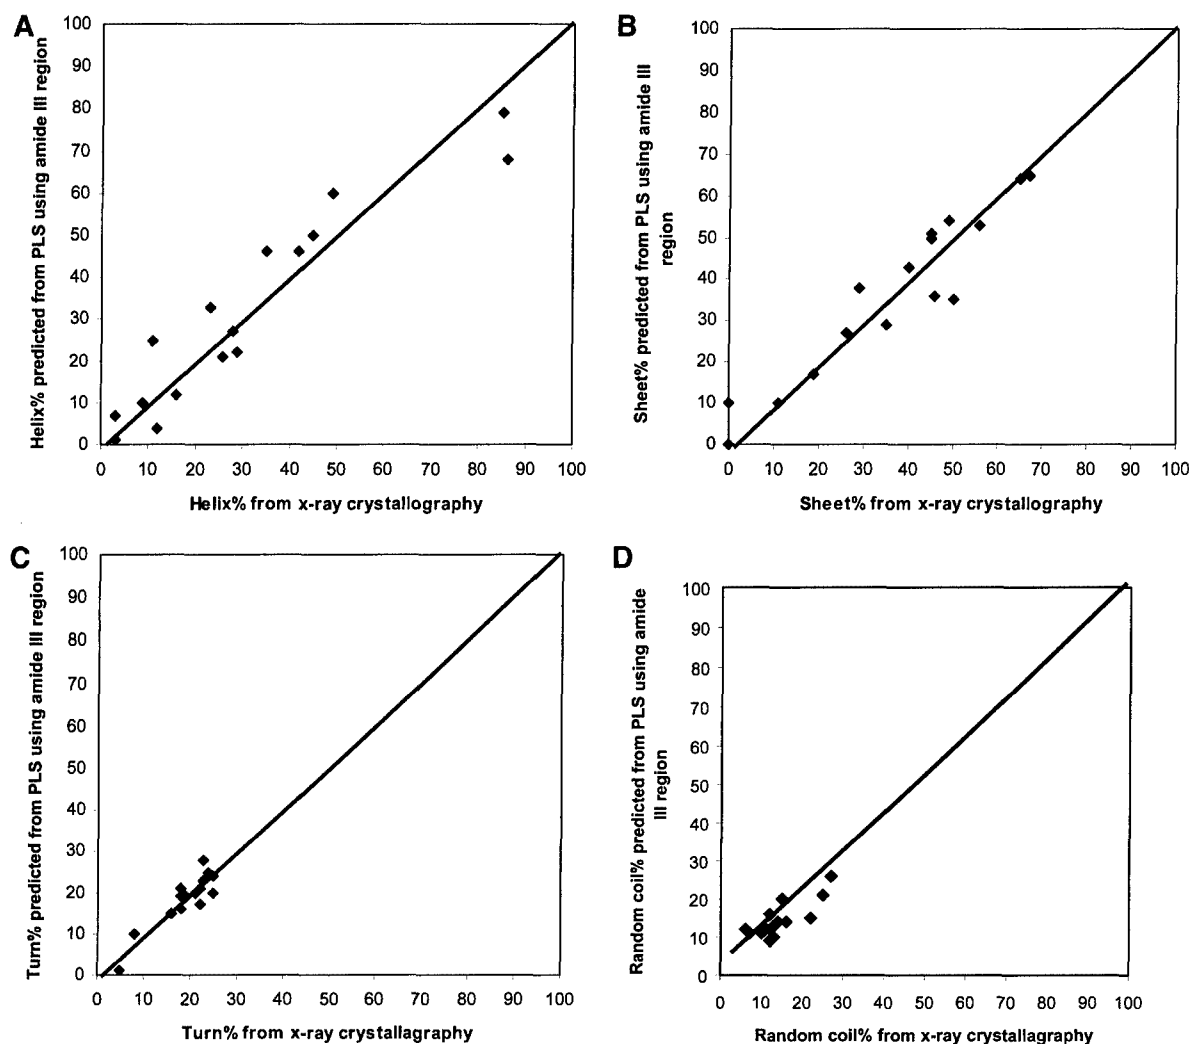 A
Helix% predicted from PLS using amide III region
100
90
80
70
60
50
40
30
20
10
0
0 10 20 30 40 50 60 70 80 90 100
Helix% from x-ray crystallography
B
Sheet% predicted from PLS using amide III
region
100
90
80
70
60
50
40
30
20
10
0
0 10 20 30 40 50 60 70 80 90 100
Sheet% from x-ray crystallography
C
Turn% predicted from PLS using amide III region
100
90
80
70
60
50
40
30
20
10
0
0 10 20 30 40 50 60 70 80 90 100
Turn% from x-ray crystallagraphy
D
Random coil% predicted from PLS using amide
III region
100
90
80
70
60
50
40
30
20
10
0
0 10 20 30 40 50 60 70 80 90 100
Random coil% from x-ray crystallagraphy